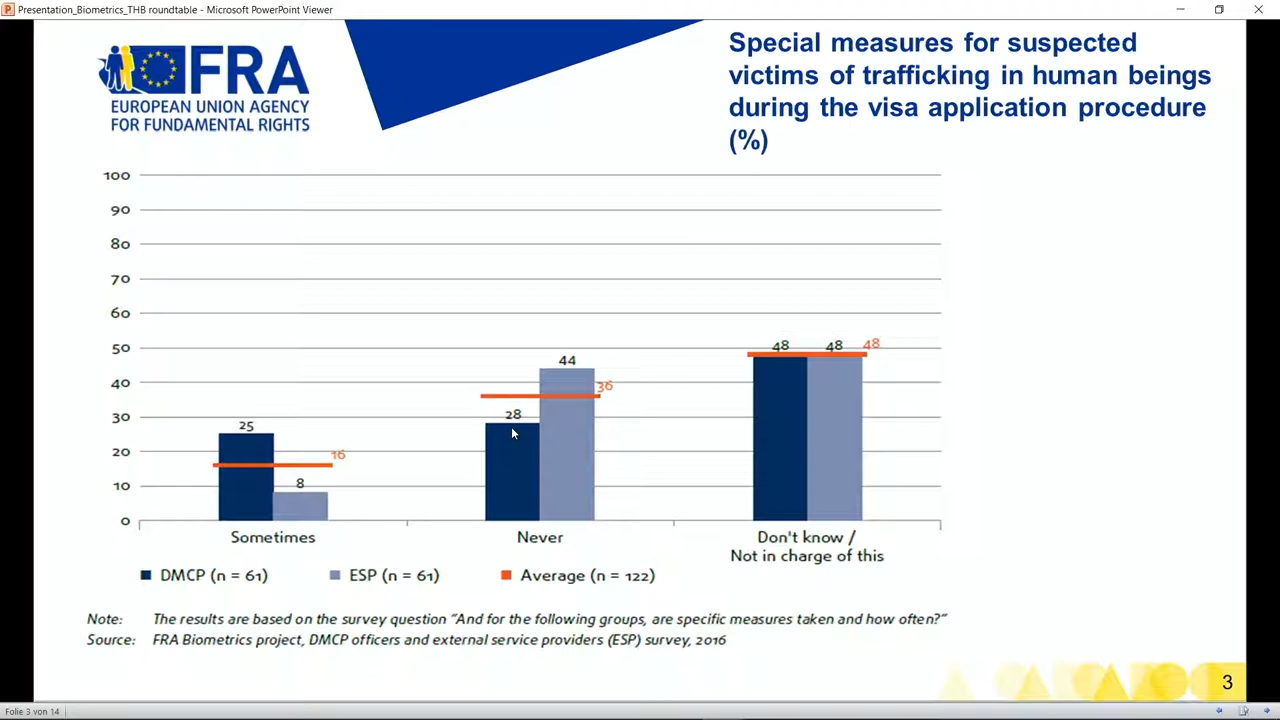 Presentation_Biometrics_THB roundtable - Microsoft PowerPoint Viewer
FRA
EUROPEAN UNION AGENCY
FOR FUNDAMENTAL RIGHTS
Special measures for suspected
victims of trafficking in human beings
during the visa application procedure
(%)
100
90
80
70
60
50
40
30
20
10
0
25
16
8
28
44
36
48
48
48
Sometimes
Never
Don't know /
Not in charge of this
DMCP (n = 61)
ESP (n = 61)
Average (n = 122)
Note: The results are based on the survey question "And for the following groups, are specific measures taken and how often?"
Source: FRA Biometrics project, DMCP officers and external service providers (ESP) survey, 2016
3
Folie 3 von 14